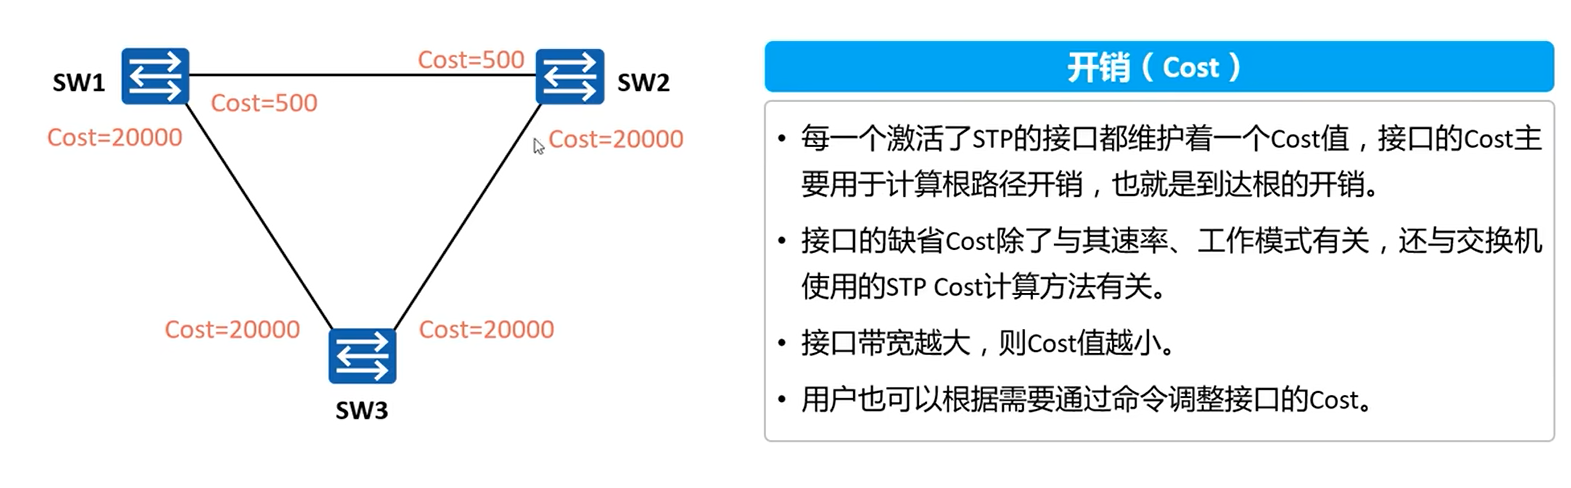 Cost=500
SW1
SW2
Cost=500
Cost=20000
Cost=20000
Cost=20000
Cost=20000
SW3
开销（Cost）
• 每一个激活了STP的接口都维护着一个Cost值，接口的Cost主
要用于计算根路径开销，也就是到达根的开销。
• 接口的缺省Cost除了与其速率、工作模式有关，还与交换机
使用的STP Cost计算方法有关。
• 接口带宽越大，则Cost值越小。
• 用户也可以根据需要通过命令调整接口的Cost。